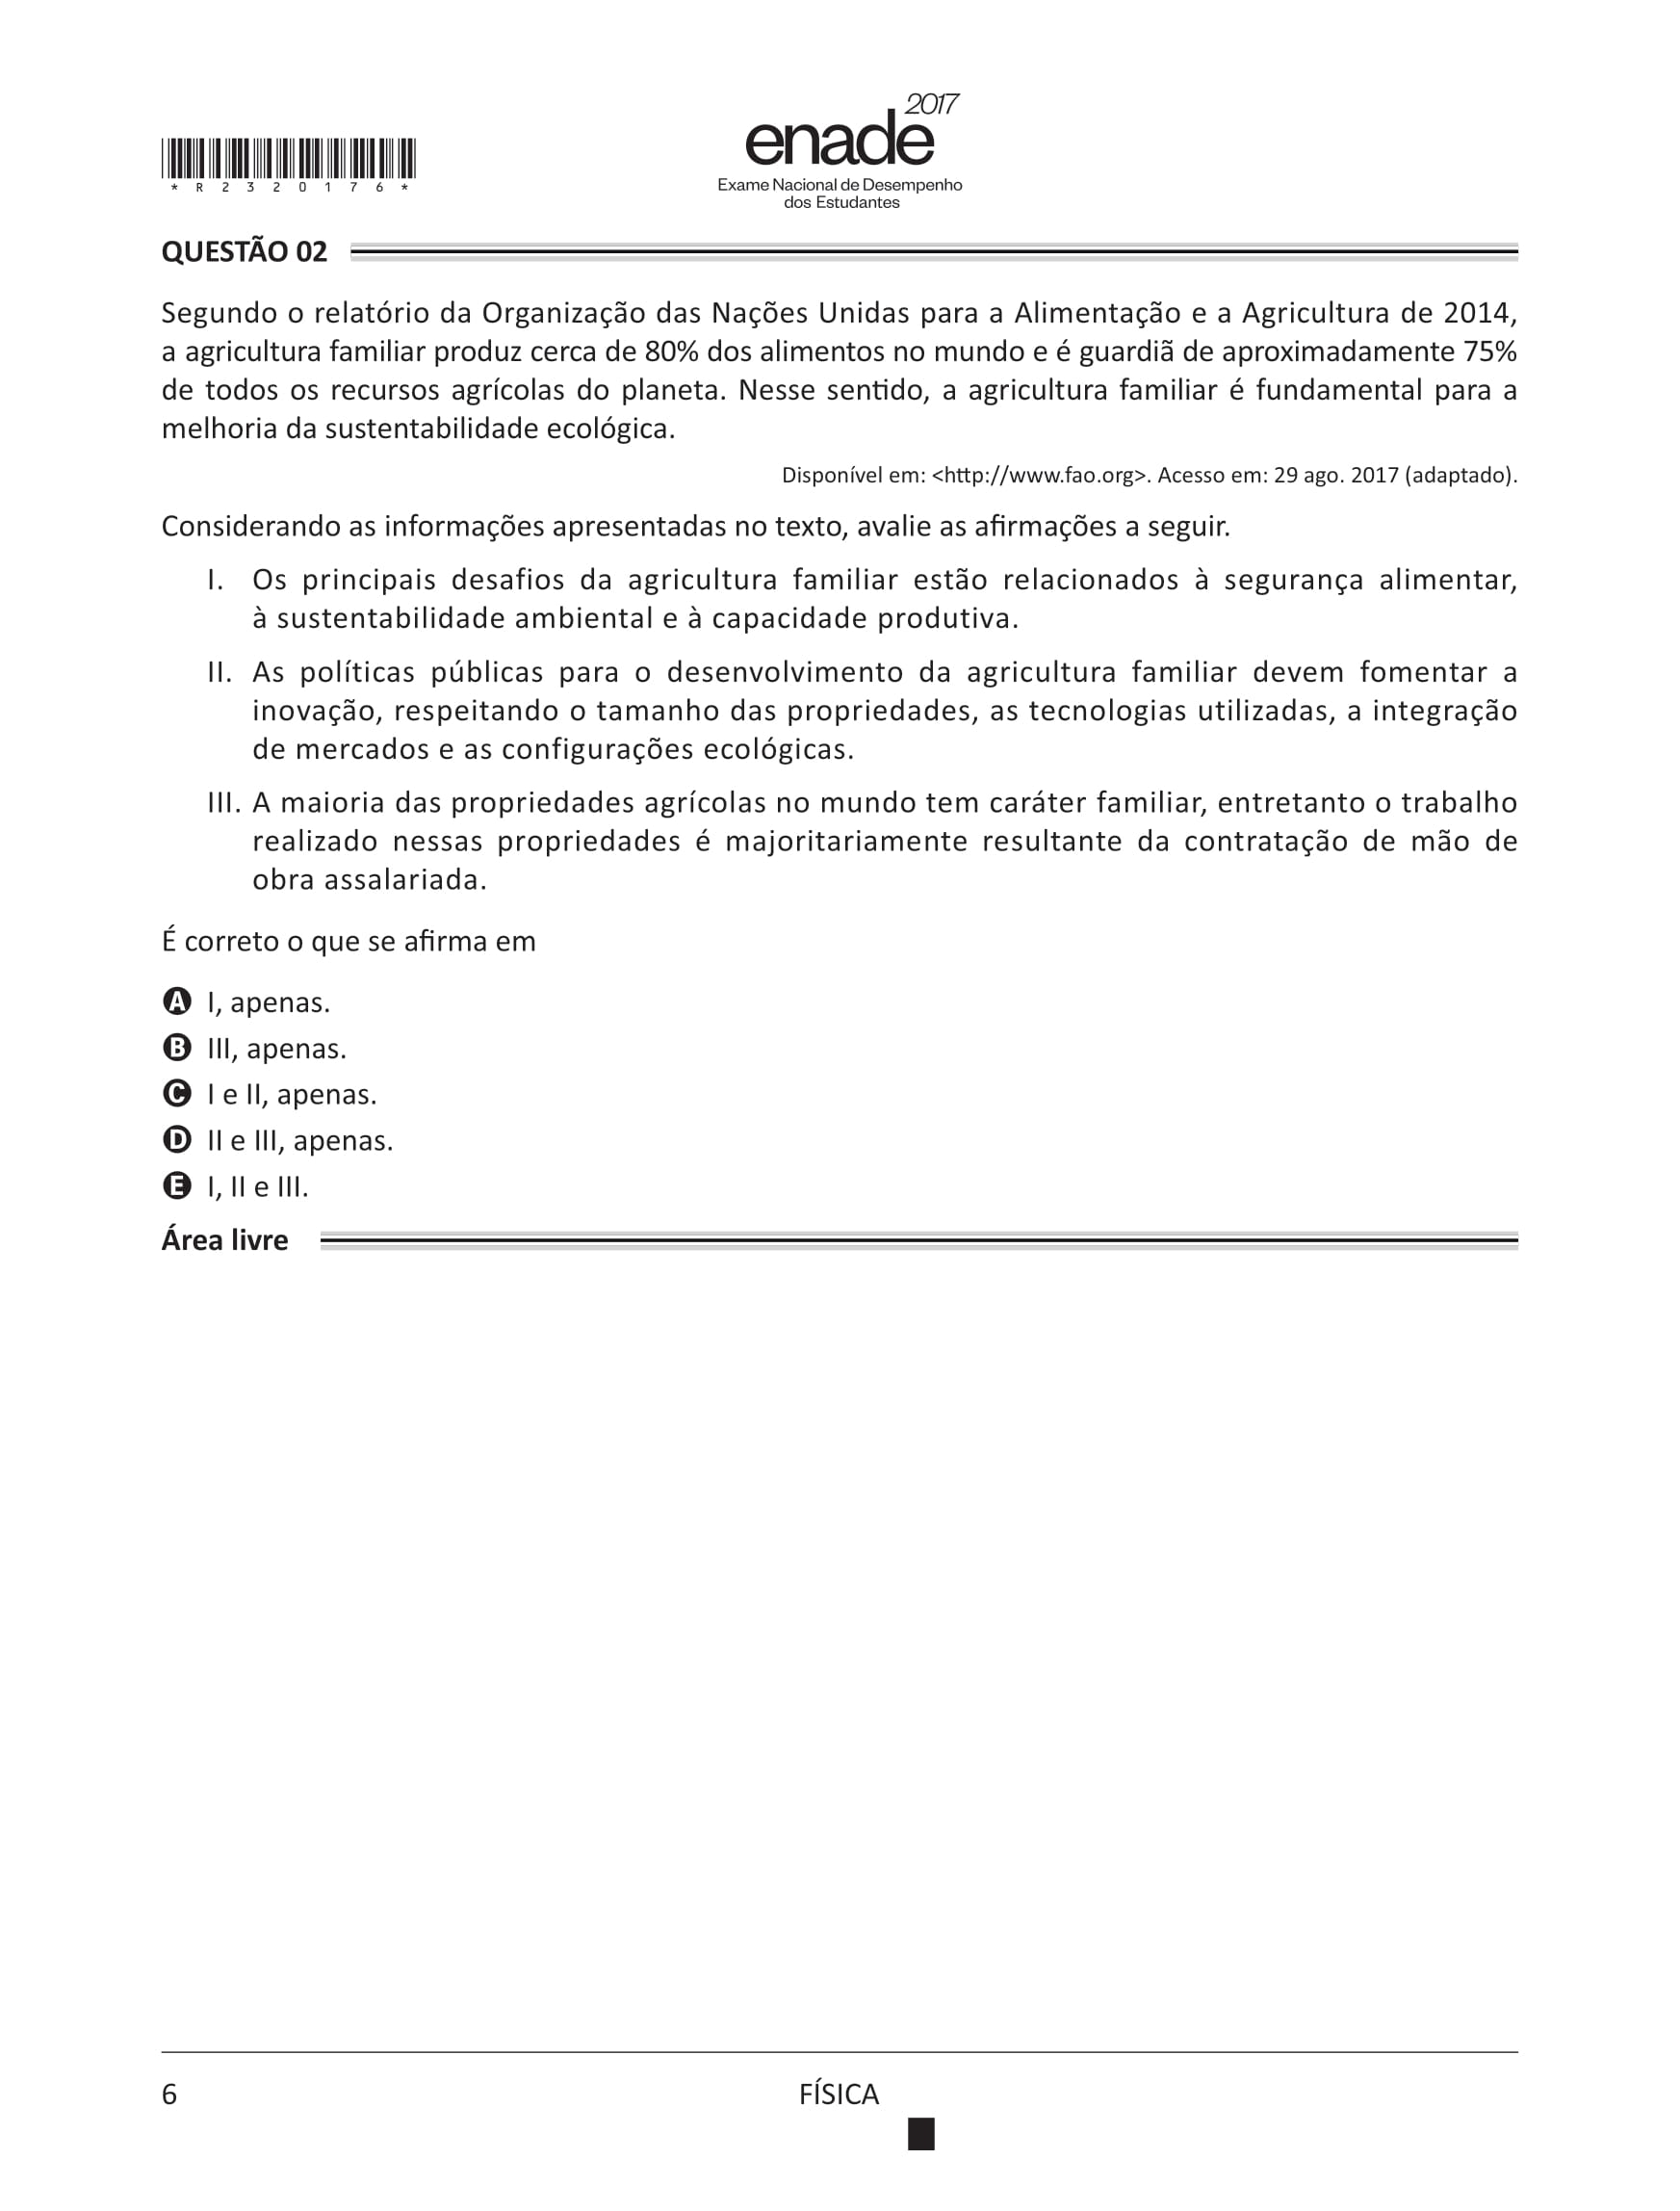 *R2320176*
enade 2017
Exame Nacional de Desempenho
dos Estudantes
QUESTÃO 02
Segundo o relatório da Organização das Nações Unidas para a Alimentação e a Agricultura de 2014,
a agricultura familiar produz cerca de 80% dos alimentos no mundo e é guardiã de aproximadamente 75%
de todos os recursos agrícolas do planeta. Nesse sentido, a agricultura familiar é fundamental para a
melhoria da sustentabilidade ecológica.
Disponível em: <http://www.fao.org>. Acesso em: 29 ago. 2017 (adaptado).
Considerando as informações apresentadas no texto, avalie as afirmações a seguir.
I. Os principais desafios da agricultura familiar estão relacionados à segurança alimentar,
à sustentabilidade ambiental e à capacidade produtiva.
II. As políticas públicas para o desenvolvimento da agricultura familiar devem fomentar a
inovação, respeitando o tamanho das propriedades, as tecnologias utilizadas, a integração
de mercados e as configurações ecológicas.
III. A maioria das propriedades agrícolas no mundo tem caráter familiar, entretanto o trabalho
realizado nessas propriedades é majoritariamente resultante da contratação de mão de
obra assalariada.
É correto o que se afirma em
A I, apenas.
B III, apenas.
C I e II, apenas.
D II e III, apenas.
E I, II e III.
Área livre
6
FÍSICA